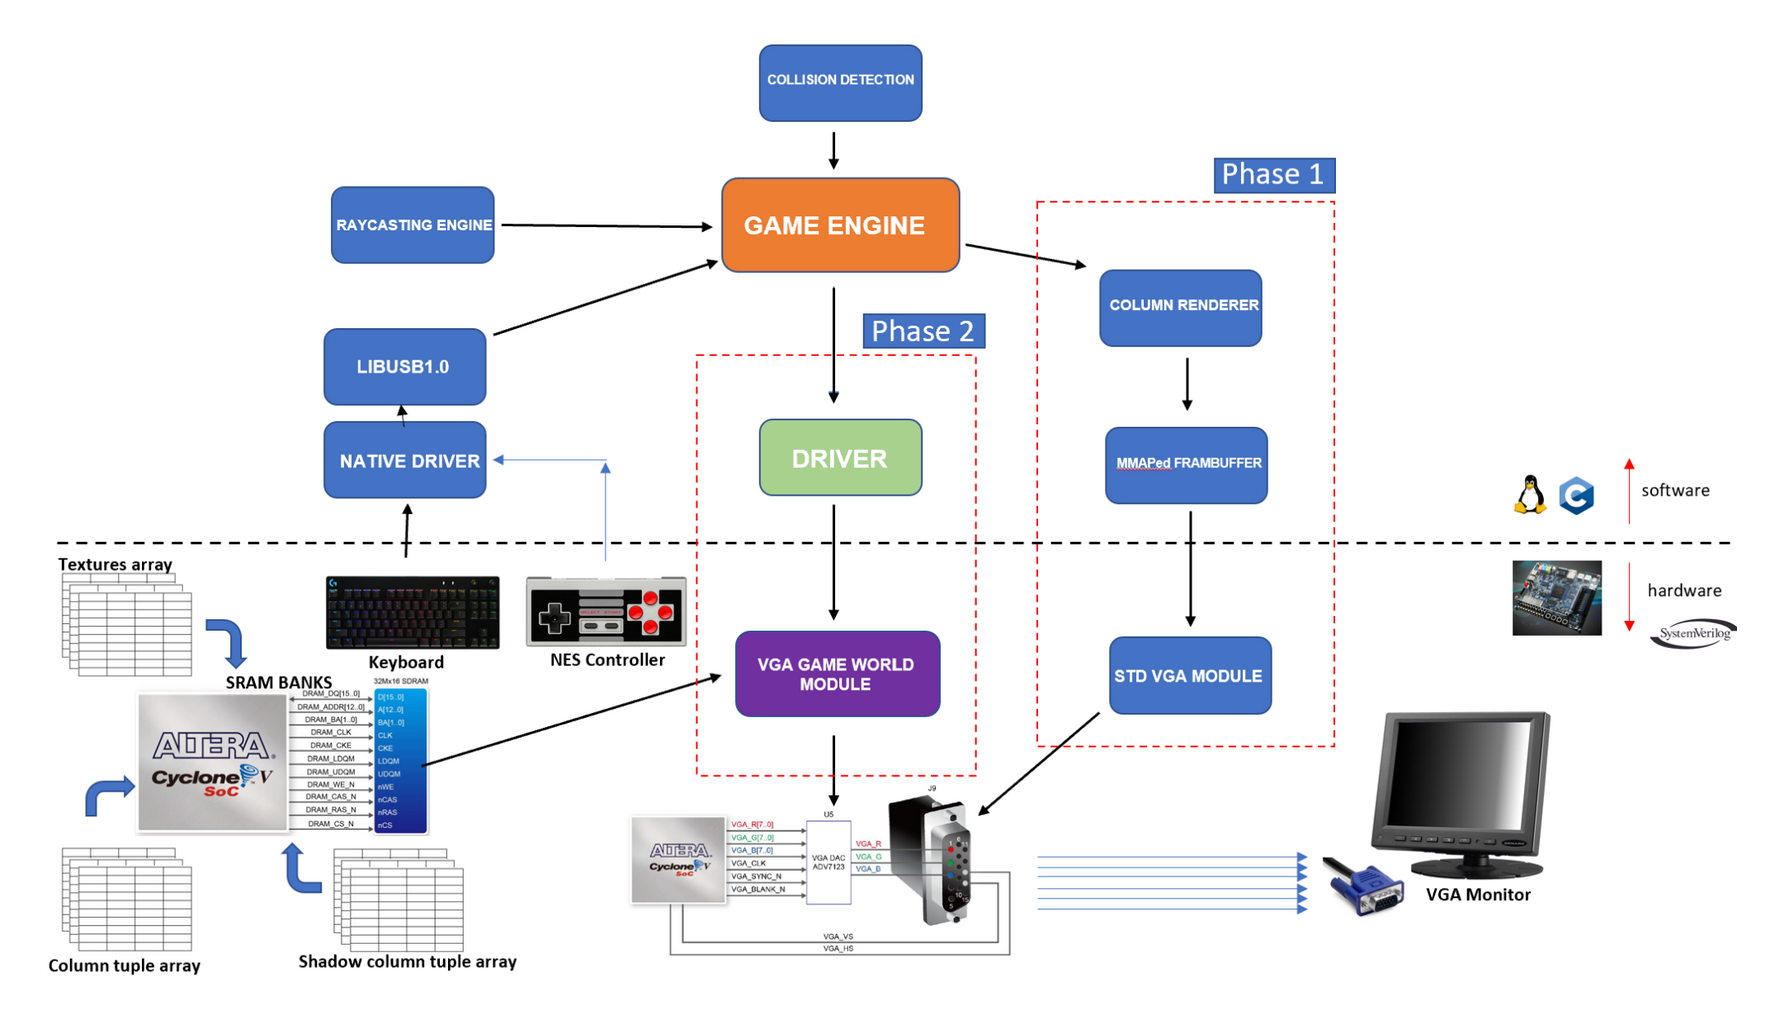 COLLISION DETECTION
Phase 1
RAYCASTING ENGINE
GAME ENGINE
COLUMN RENDERER
Phase 2
LIBUSB1.0
DRIVER
NATIVE DRIVER
MMAPed FRAMBUFFER
software
Textures array
hardware
SystemVerilog
Keyboard
NES Controller
VGA GAME WORLD
MODULE
STD VGA MODULE
SRAM BANKS
32Mx16 SDRAM
DRAM_DQ[15..0]
D[15..0]
DRAM_ADDR[12..0]
A[12..0]
DRAM_BA[1..0]
BA[1..0]
DRAM_CLK
CLK
DRAM_CKE
CKE
DRAM_LDQM
LDQM
DRAM_UDQM
UDQM
DRAM_WE_N
nWE
DRAM_CAS_N
nCAS
DRAM_RAS_N
nRAS
DRAM_CS_N
nCS
ALTERA
Cyclone V
SoC
J9
U5
VGA_R[7..0]
VGA_G[7..0]
VGA_B[7..0]
VGA_CLK
VGA_SYNC_N
VGA_BLANK_N
VGA DAC
ADV7123
VGA_R
VGA_G
VGA_B
ALTERA
Cyclone V
SoC
1
6
5
10
15
VGA_VS
VGA_HS
VGA Monitor
Column tuple array
Shadow column tuple array